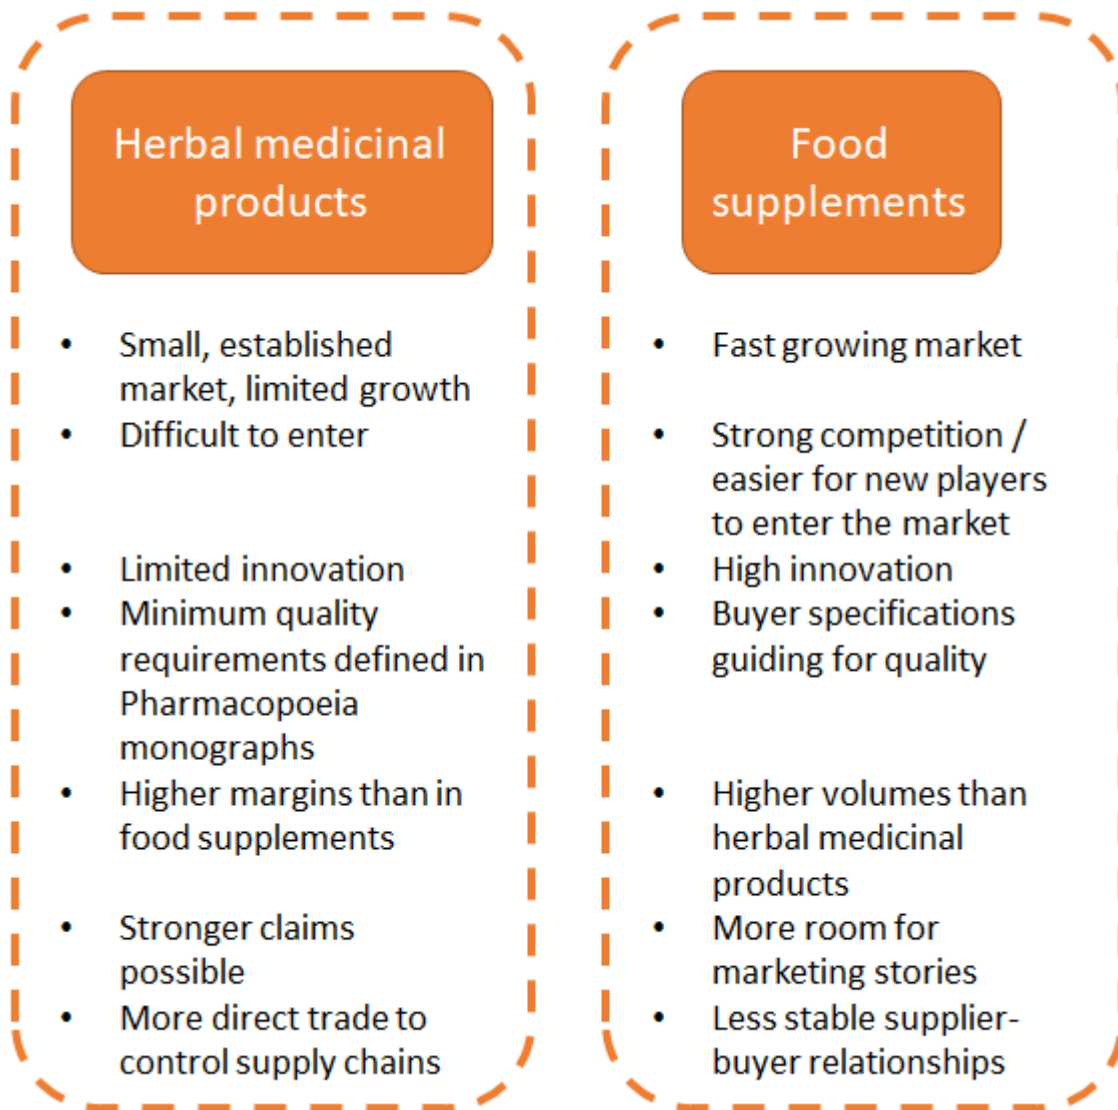 Herbal medicinal
products
• Small, established
market, limited growth
• Difficult to enter
• Limited innovation
• Minimum quality
requirements defined in
Pharmacopoeia
monographs
• Higher margins than in
food supplements
• Stronger claims
possible
• More direct trade to
control supply chains
Food
supplements
• Fast growing market
• Strong competition /
easier for new players
to enter the market
• High innovation
• Buyer specifications
guiding for quality
• Higher volumes than
herbal medicinal
products
• More room for
marketing stories
• Less stable supplier-
buyer relationships